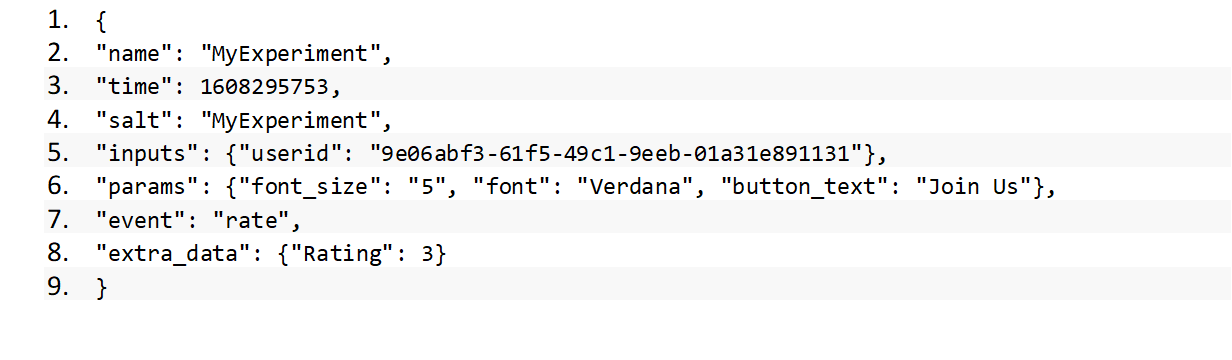 1. {
2. "name": "MyExperiment",
3. "time": 1608295753,
4. "salt": "MyExperiment",
5. "inputs": {"userid": "9e06abf3-61f5-49c1-9eeb-01a31e891131"},
6. "params": {"font_size": "5", "font": "Verdana", "button_text": "Join Us"},
7. "event": "rate",
8. "extra_data": {"Rating": 3}
9. }